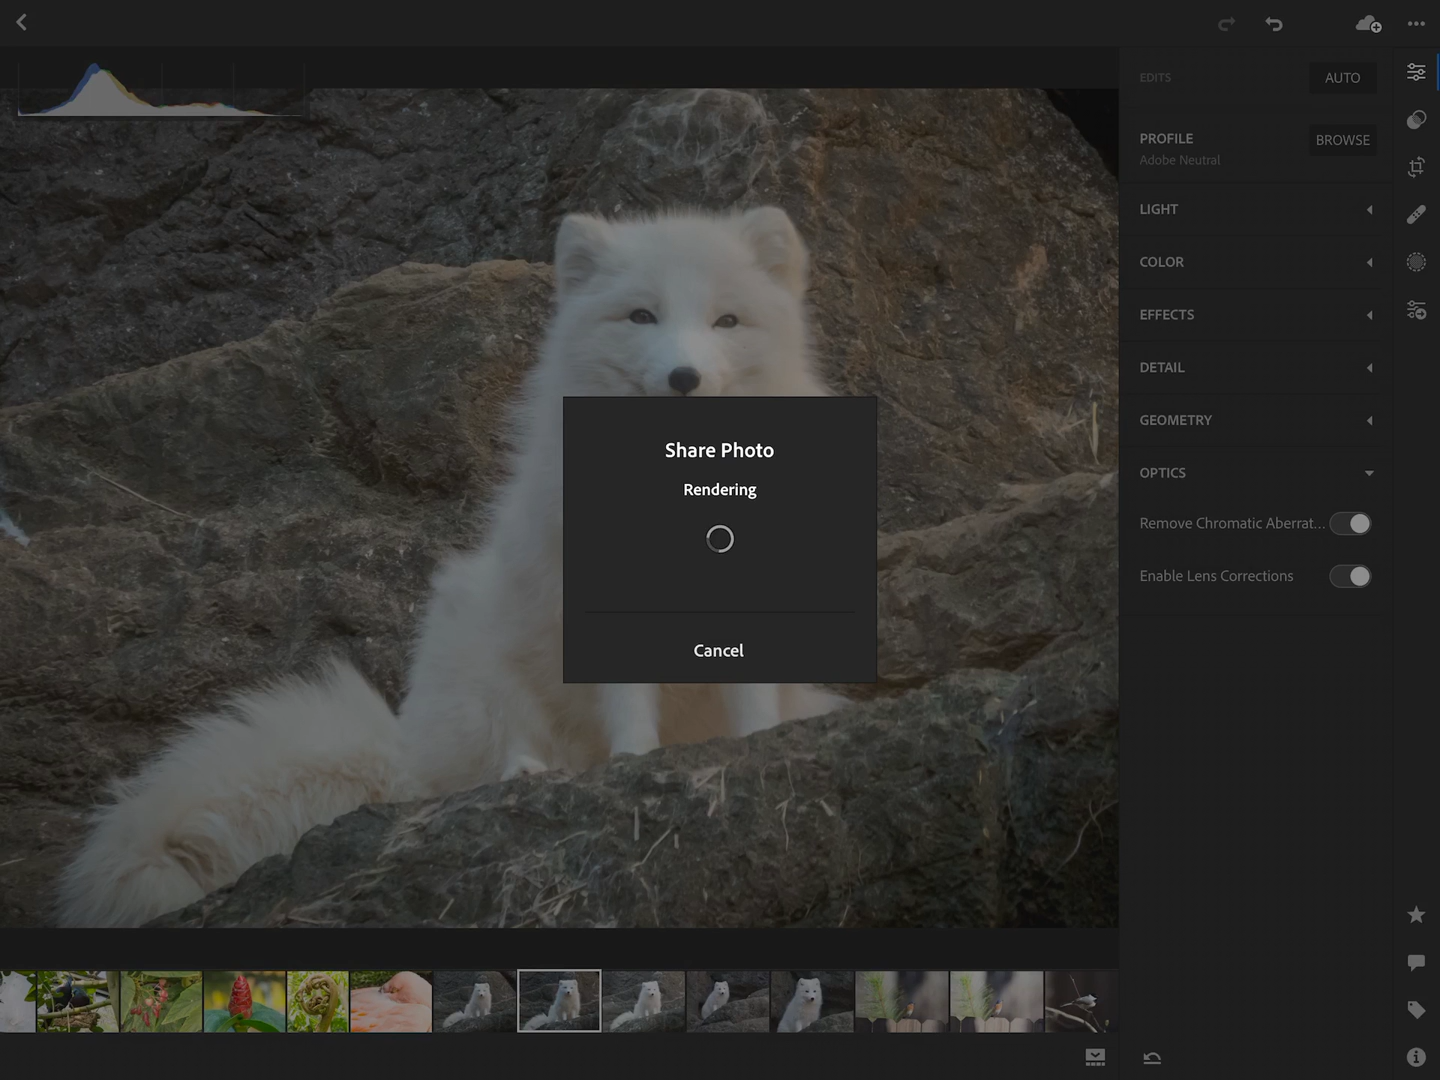 EDITS
AUTO
PROFILE
BROWSE
Adobe Neutral
LIGHT
COLOR
EFFECTS
DETAIL
GEOMETRY
OPTICS
Remove Chromatic Aberrat...
Enable Lens Corrections
Share Photo
Rendering
Cancel